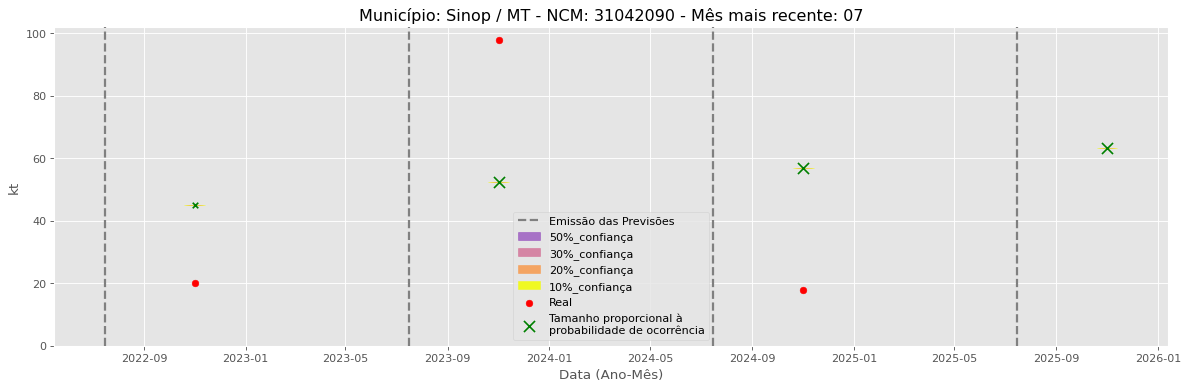 Município: Sinop / MT - NCM: 31042090 - Mês mais recente: 07
kt
100
80
60
40
20
0
Emissão das Previsões
50%_confiança
30%_confiança
20%_confiança
10%_confiança
Real
Tamanho proporcional à
probabilidade de ocorrência
2022-09 2023-01 2023-05 2023-09 2024-01 2024-05 2024-09 2025-01 2025-05 2025-09 2026-01
Data (Ano-Mês)